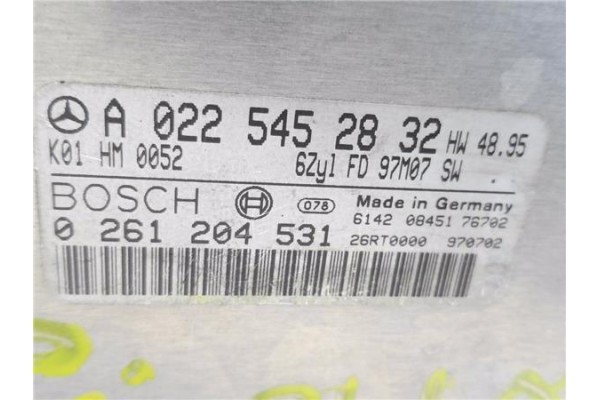 A 022 545 28 32 HW 48.95
K01 HM 0052 6Zyl FD 97M07 SW
BOSCH 078 Made in Germany
6142 08451 76702
0 261 204 531 26RT0000 970702